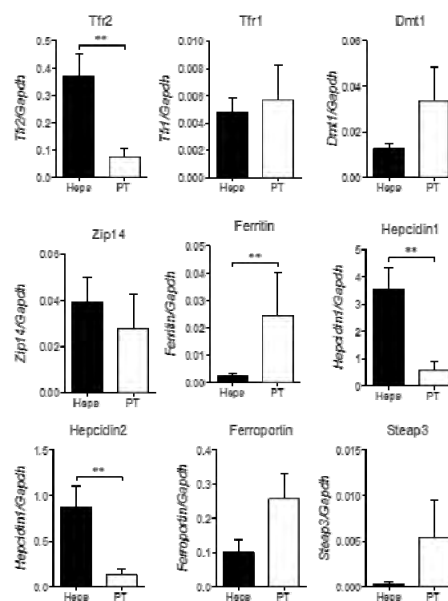 Tfr2
Tfr2/Gapdh
0.5
0.4
0.3
0.2
0.1
0.0
**
Hepa PT
Tfr1
Tfr1/Gapdh
0.010
0.008
0.006
0.004
0.002
0.000
Hepa PT
Dmt1
Dmt1/Gapdh
0.06
0.04
0.02
0.00
Hepa PT
Zip14
Zip14/Gapdh
0.06
0.04
0.02
0.00
Hepa PT
Ferritin
Ferritin/Gapdh
0.05
0.04
0.03
0.02
0.01
0.00
**
Hepa PT
Hepcidin1
Hepcidin1/Gapdh
5
4
3
2
1
0
**
Hepa PT
Hepcidin2
Hepcidin1/Gapdh
1.5
1.0
0.5
0.0
**
Hepa PT
Ferroportin
Ferroportin/Gapdh
0.4
0.3
0.2
0.1
0.0
Hepa PT
Steap3
Steap3/Gapdh
0.015
0.010
0.005
0.000
Hepa PT